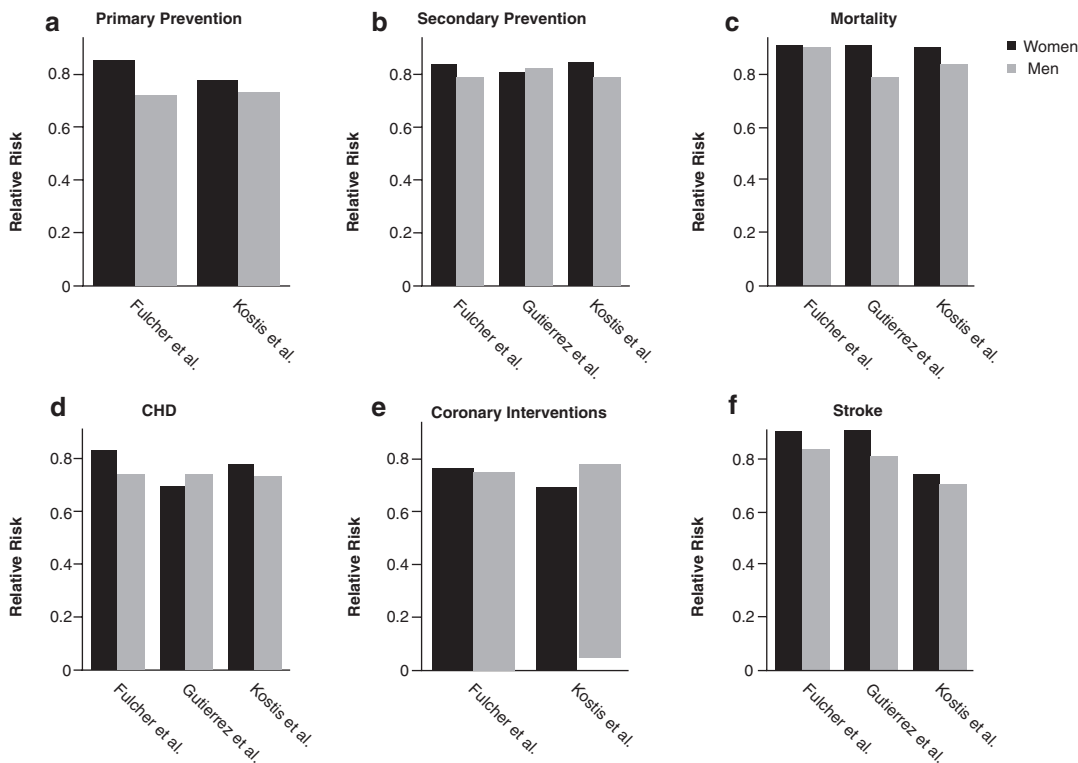 a Primary Prevention
Relative Risk
0.8
0.6
0.4
0.2
0
Fulcher et al.
Kostis et al.
b Secondary Prevention
Relative Risk
0.8
0.6
0.4
0.2
0
Fulcher et al.
Gutierrez et al.
Kostis et al.
c Mortality
Relative Risk
0.8
0.6
0.4
0.2
0
Fulcher et al.
Gutierrez et al.
Kostis et al.
Women
Men
d CHD
Relative Risk
0.8
0.6
0.4
0.2
0
Fulcher et al.
Gutierrez et al.
Kostis et al.
e Coronary Interventions
Relative Risk
0.8
0.6
0.4
0.2
0
Fulcher et al.
Kostis et al.
f Stroke
Relative Risk
0.8
0.6
0.4
0.2
0
Fulcher et al.
Gutierrez et al.
Kostis et al.